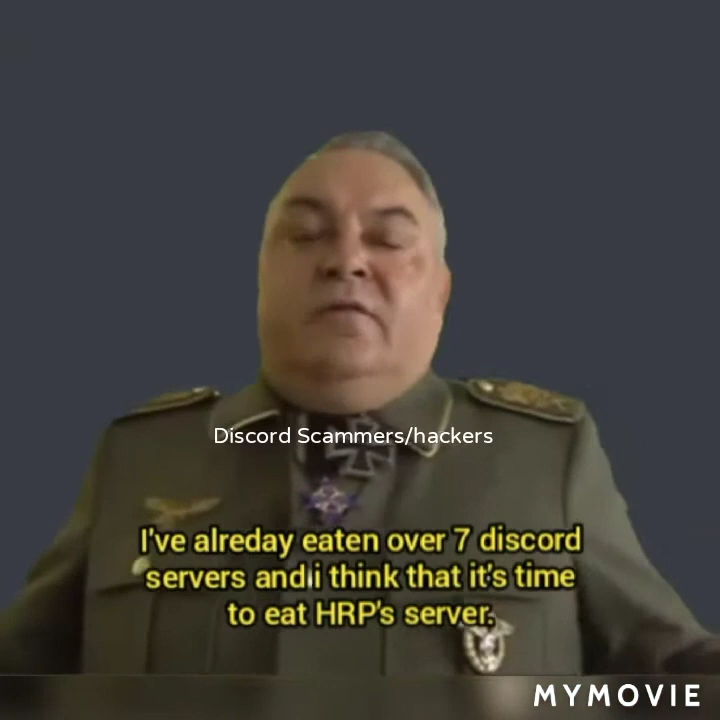 Discord Scammers/hackers
I've alreday eaten over 7 discord
servers and i think that it's time
to eat HRP's server.
MYMOVIE